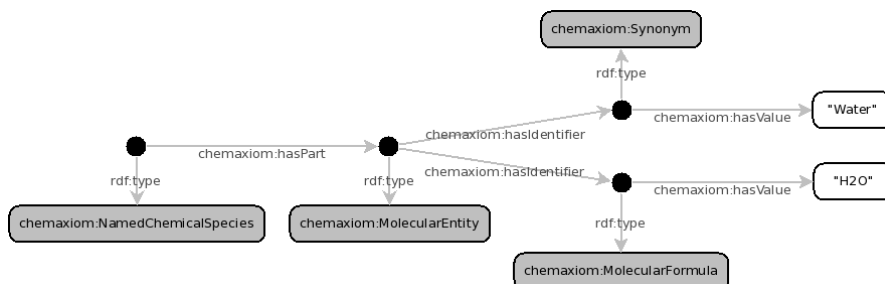 chemaxiom:Synonym
rdf:type
"Water"
chemaxiom:hasValue
chemaxiom:hasIdentifier
chemaxiom:hasPart
chemaxiom:hasIdentifier
rdf:type
rdf:type
"H2O"
chemaxiom:hasValue
chemaxiom:NamedChemicalSpecies
chemaxiom:MolecularEntity
rdf:type
chemaxiom:MolecularFormula